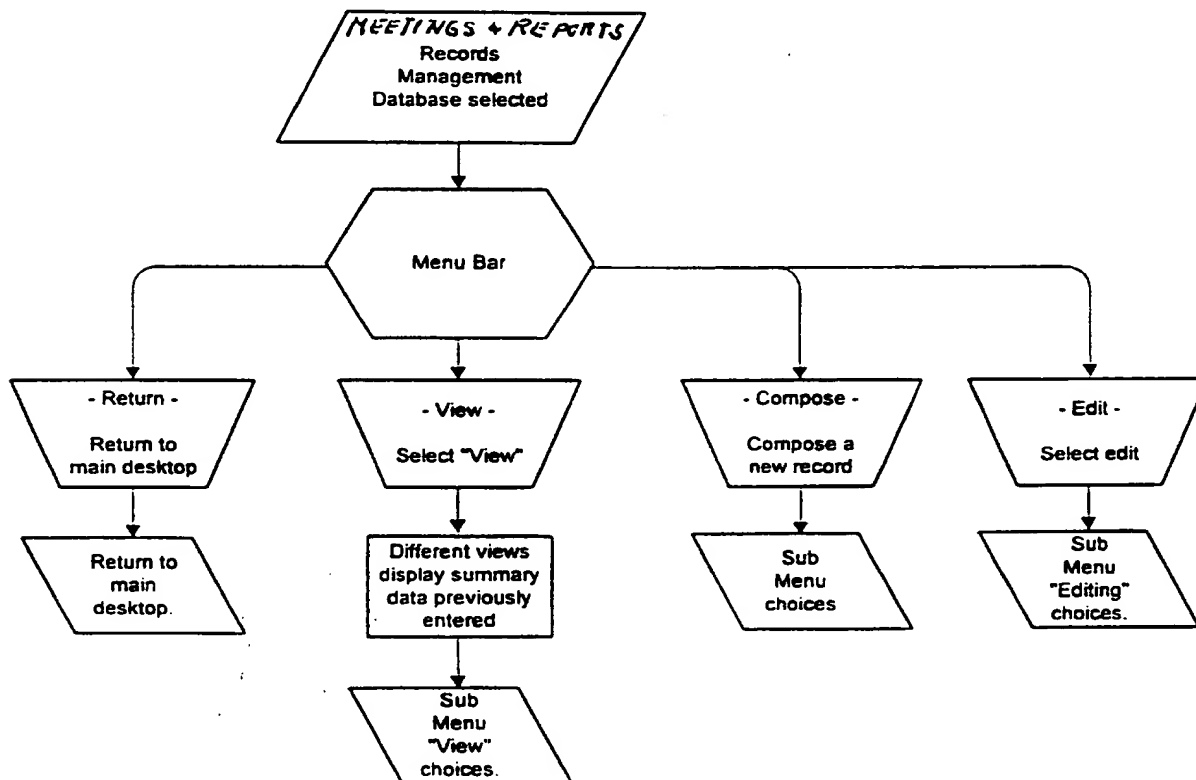 MEETINGS & REPORTS
Records
Management
Database selected
Menu Bar
- Return -
Return to
main desktop
- View -
Select "View"
- Compose -
Compose a
new record
- Edit -
Select edit
Return to
main
desktop.
Different views
display summary
data previously
entered
Sub
Menu
choices
Sub
Menu
"Editing"
choices.
Sub
Menu
"View"
choices.